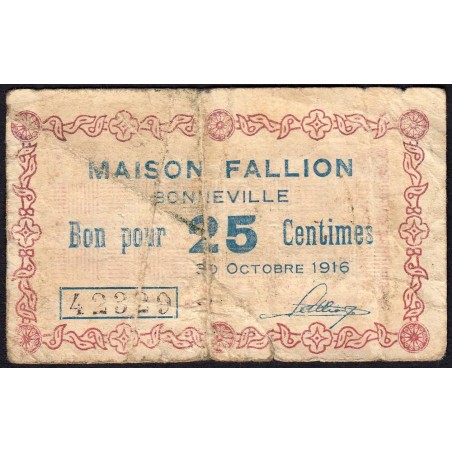 MAISON FALLION
BONNEVILLE
Bon pour 25 Centimes
30 OCTOBRE 1916
42329